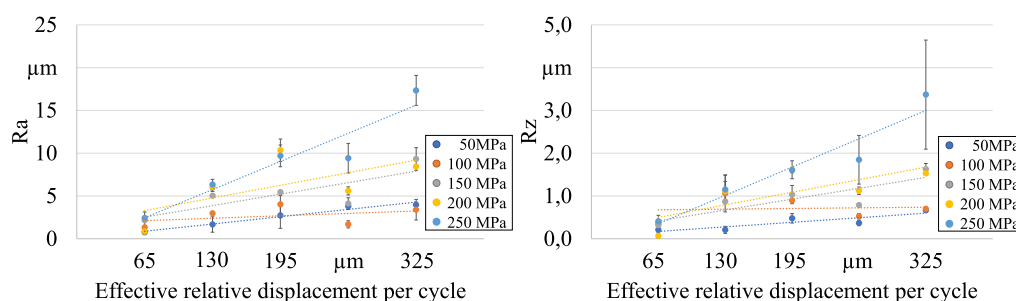 25
µm
15
10
5
0
Ra
65 130 195 µm 325
Effective relative displacement per cycle
50MPa
100 MPa
150 MPa
200 MPa
250 MPa
5,0
µm
3,0
2,0
1,0
0,0
Rz
65 130 195 µm 325
Effective relative displacement per cycle
50MPa
100 MPa
150 MPa
200 MPa
250 MPa